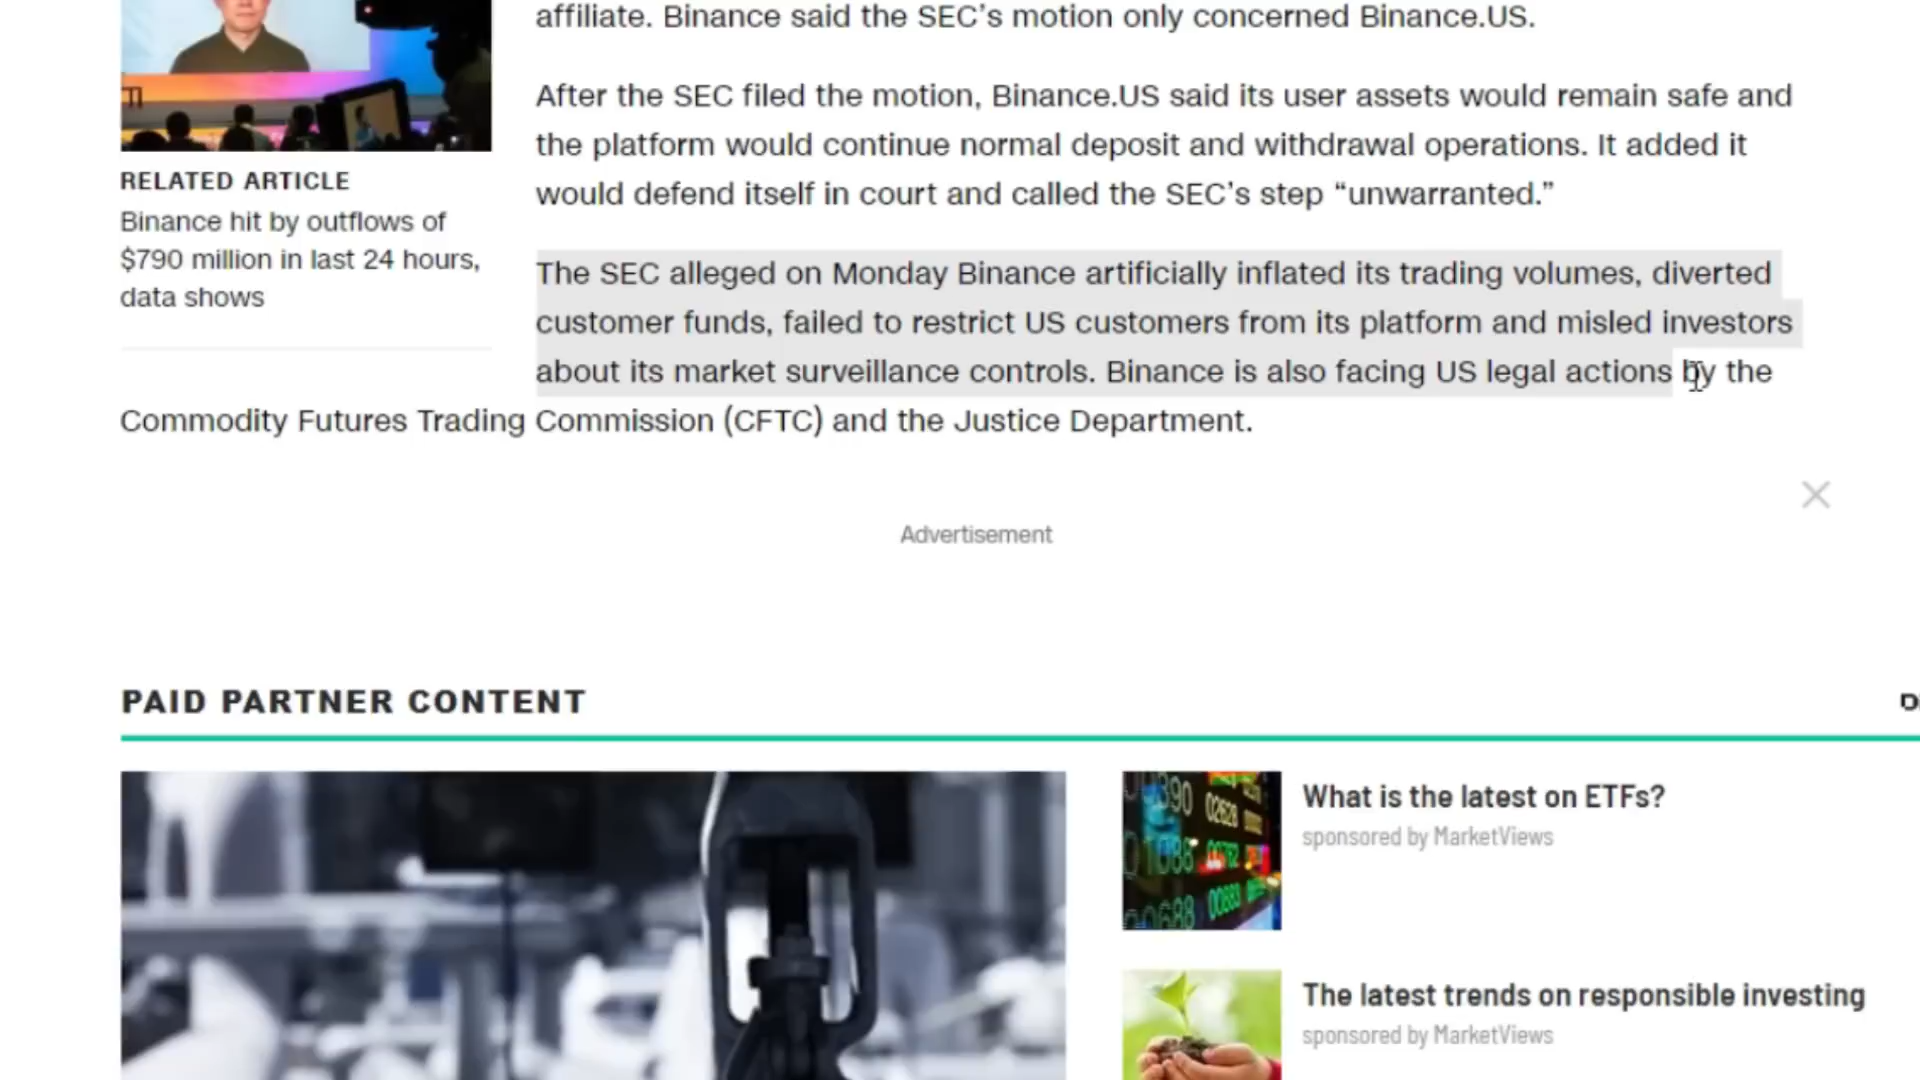 affiliate. Binance said the SEC’s motion only concerned Binance.US.
After the SEC filed the motion, Binance.US said its user assets would remain safe and
the platform would continue normal deposit and withdrawal operations. It added it
would defend itself in court and called the SEC’s step “unwarranted.”
RELATED ARTICLE
Binance hit by outflows of
$790 million in last 24 hours,
data shows
The SEC alleged on Monday Binance artificially inflated its trading volumes, diverted
customer funds, failed to restrict US customers from its platform and misled investors
about its market surveillance controls. Binance is also facing US legal actions by the
Commodity Futures Trading Commission (CFTC) and the Justice Department.
Advertisement
PAID PARTNER CONTENT
What is the latest on ETFs?
sponsored by MarketViews
The latest trends on responsible investing
sponsored by MarketViews